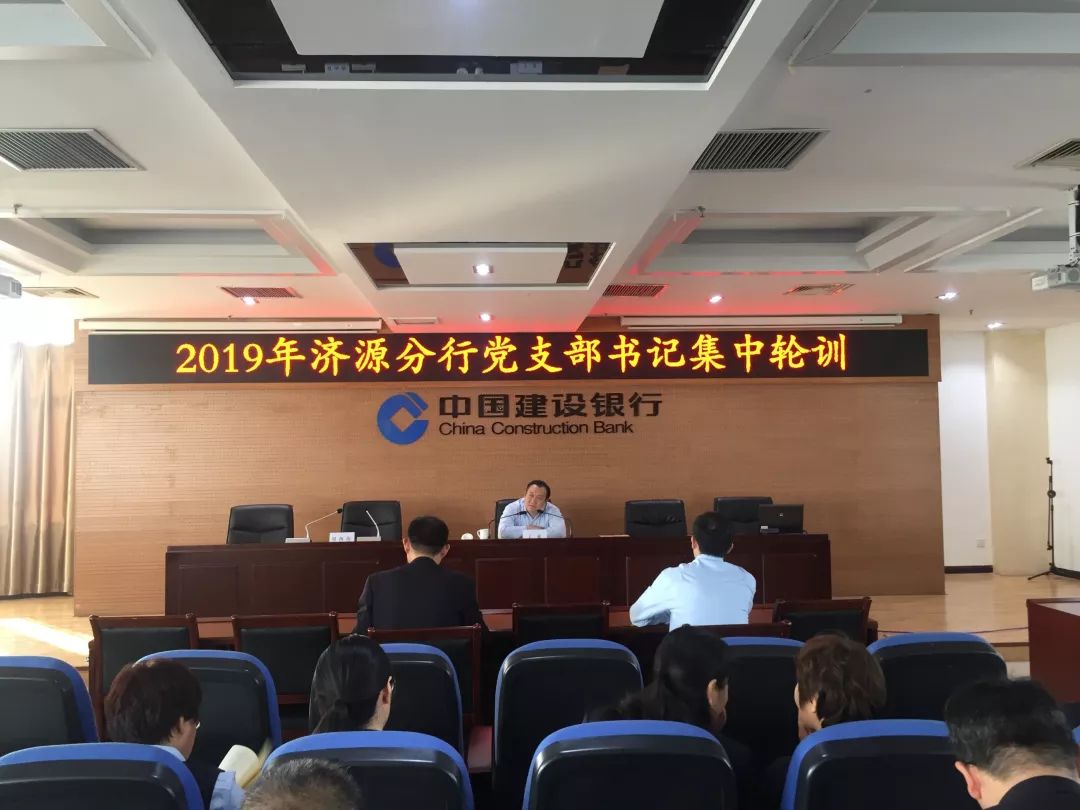 2019年济源分行党支部书记集中轮训
中国建设银行
China Construction Bank